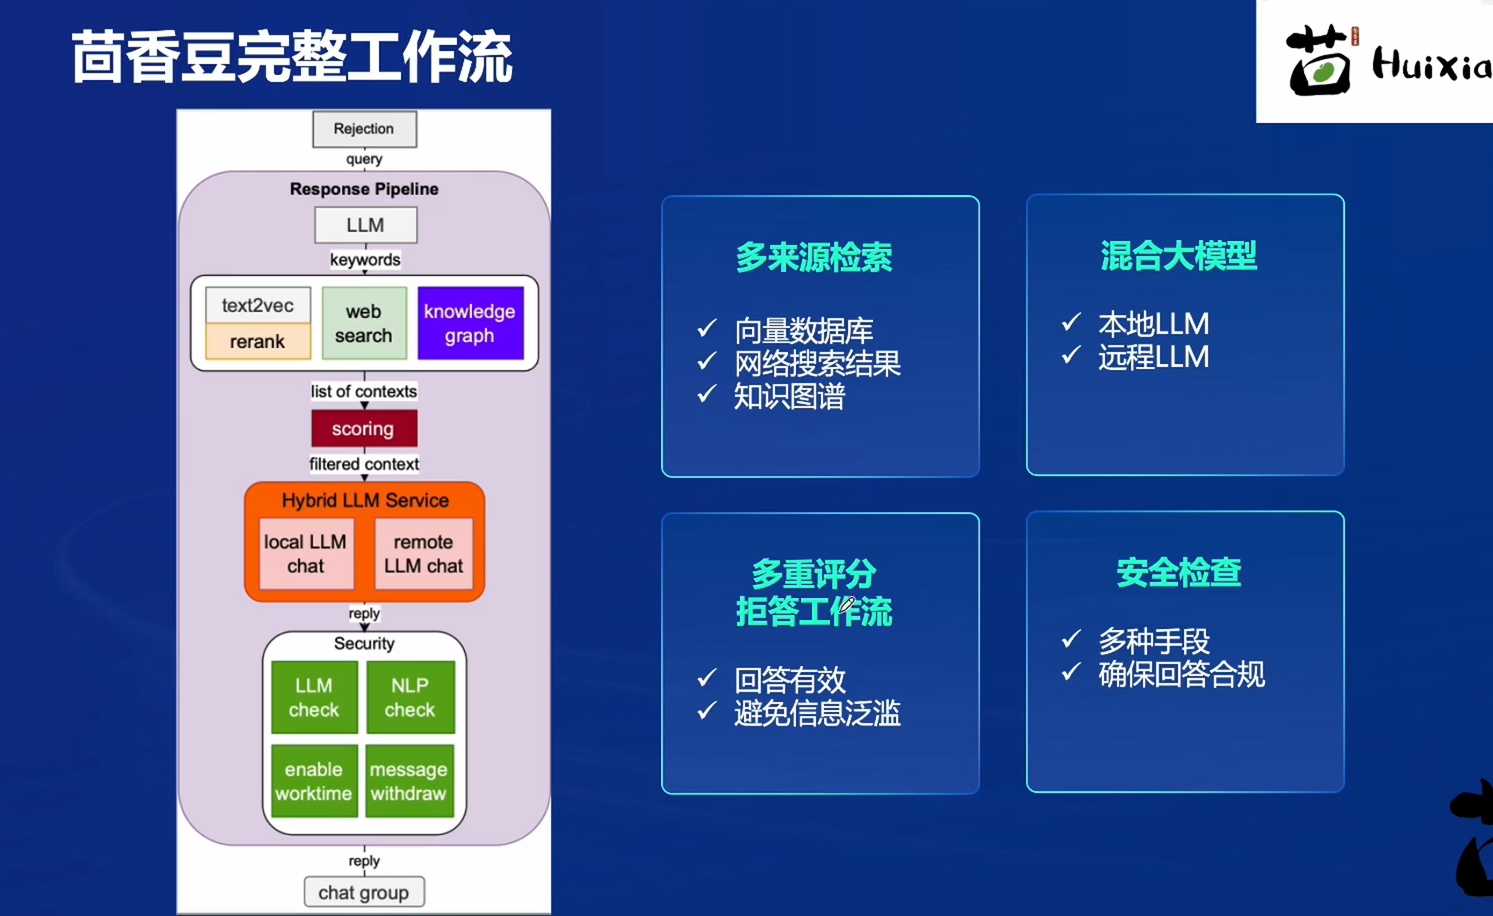 茴香豆完整工作流
HuiXia
Rejection
query
Response Pipeline
LLM
keywords
text2vec
rerank
web
search
knowledge
graph
list of contexts
scoring
filtered context
Hybrid LLM Service
local LLM
chat
remote
LLM chat
reply
Security
LLM
check
NLP
check
enable
worktime
message
withdraw
reply
chat group
多来源检索
✓ 向量数据库
✓ 网络搜索结果
✓ 知识图谱
混合大模型
✓ 本地LLM
✓ 远程LLM
多重评分
拒答工作流
✓ 回答有效
✓ 避免信息泛滥
安全检查
✓ 多种手段
✓ 确保回答合规